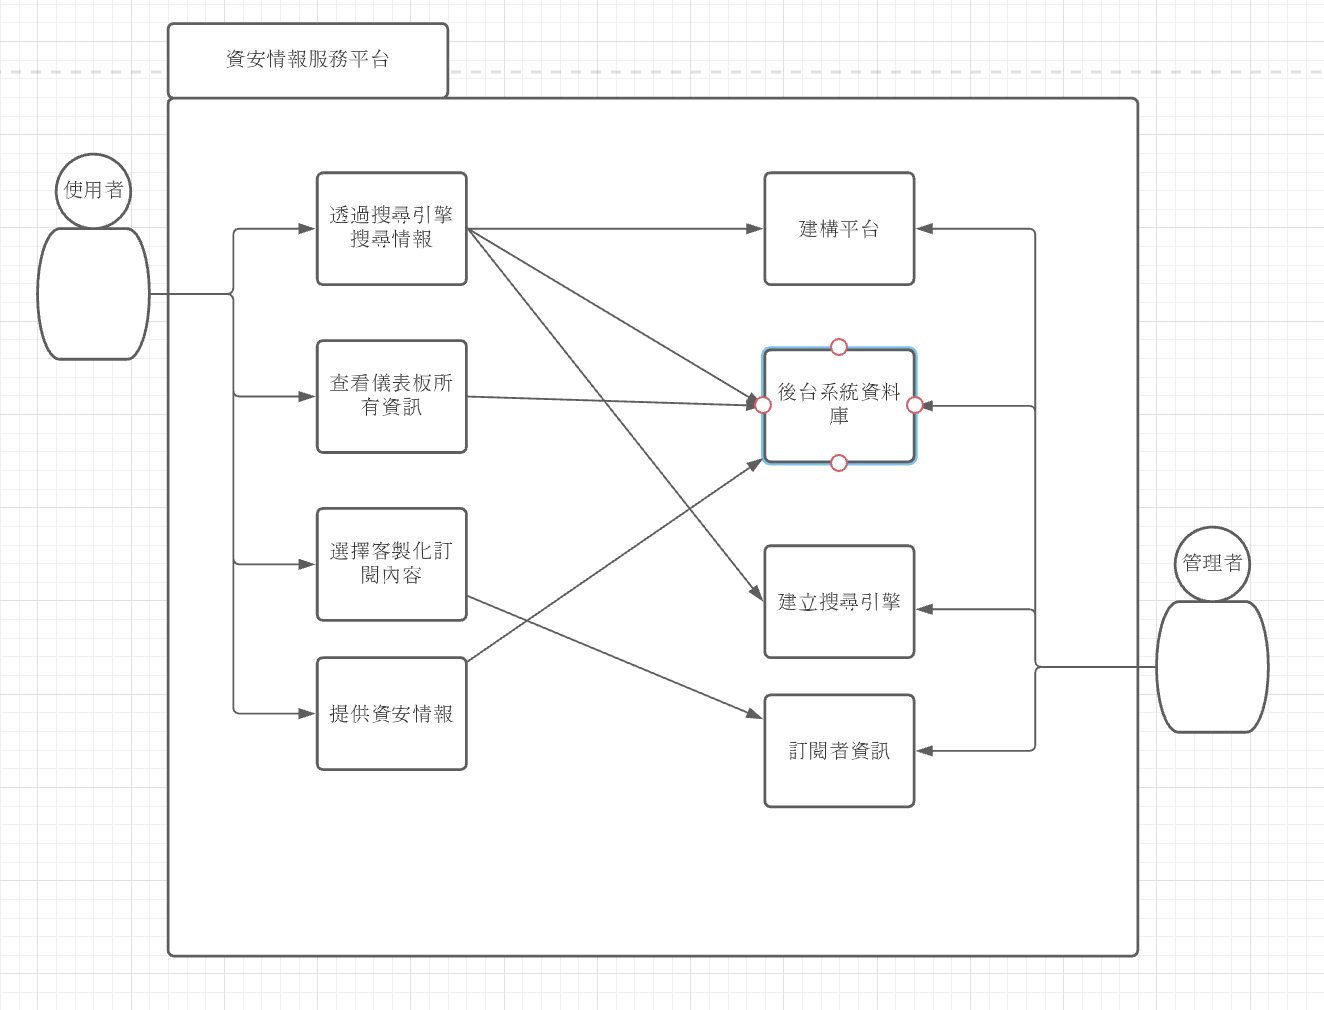 資安情報服務平台
使用者
透過搜尋引擎
搜尋情報
查看儀表板所
有資訊
選擇客製化訂
閱內容
提供資安情報
建構平台
後台系統資料
庫
建立搜尋引擎
訂閱者資訊
管理者